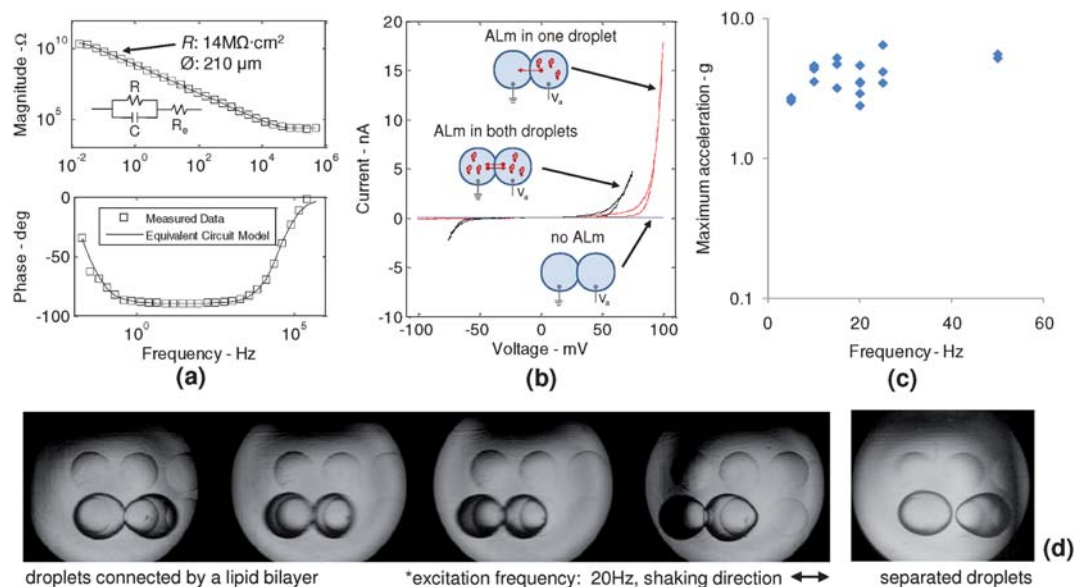 Magnitude - Ω
10^10
10^5
R: 14MΩ·cm²
Ø: 210 µm
R
C
R_e
10^-2
10^0
10^2
10^4
10^6
Phase - deg
0
-50
-100
Measured Data
Equivalent Circuit Model
10^0
10^5
Frequency - Hz
(a)
Current - nA
20
15
10
5
0
-5
-10
ALm in one droplet
V_a
ALm in both droplets
V_a
no ALm
V_a
-100
-50
0
50
100
Voltage - mV
(b)
Maximum acceleration - g
10.0
1.0
0.1
0
20
40
60
Frequency - Hz
(c)
droplets connected by a lipid bilayer
*excitation frequency: 20Hz, shaking direction
separated droplets
(d)